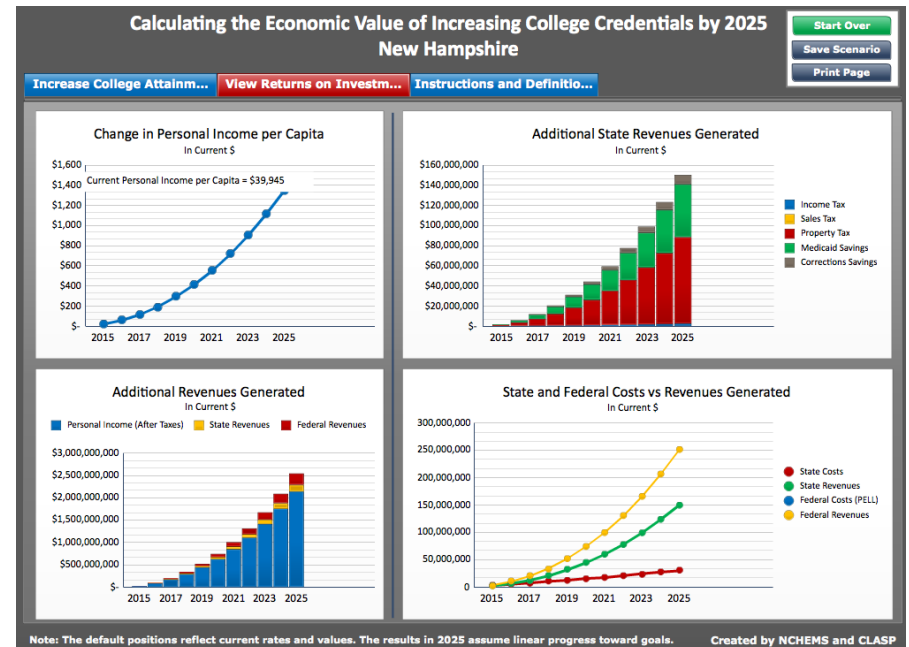 Calculating the Economic Value of Increasing College Credentials by 2025
New Hampshire
Start Over
Save Scenario
Print Page
Increase College Attainm...
View Returns on Investm...
Instructions and Definitio...
Change in Personal Income per Capita
In Current $
$1,600
$1,400
Current Personal Income per Capita = $39,945
$1,200
$1,000
$800
$600
$400
$200
$-
2015 2017 2019 2021 2023 2025
Additional State Revenues Generated
In Current $
$160,000,000
$140,000,000
$120,000,000
$100,000,000
$80,000,000
$60,000,000
$40,000,000
$20,000,000
$-
2015 2017 2019 2021 2023 2025
Income Tax
Sales Tax
Property Tax
Medicaid Savings
Corrections Savings
Additional Revenues Generated
In Current $
Personal Income (After Taxes) State Revenues Federal Revenues
$3,000,000,000
$2,500,000,000
$2,000,000,000
$1,500,000,000
$1,000,000,000
$500,000,000
$-
2015 2017 2019 2021 2023 2025
State and Federal Costs vs Revenues Generated
In Current $
300,000,000
250,000,000
200,000,000
150,000,000
100,000,000
50,000,000
0
2015 2017 2019 2021 2023 2025
State Costs
State Revenues
Federal Costs (PELL)
Federal Revenues
Note: The default positions reflect current rates and values. The results in 2025 assume linear progress toward goals.
Created by NCHEMS and CLASP